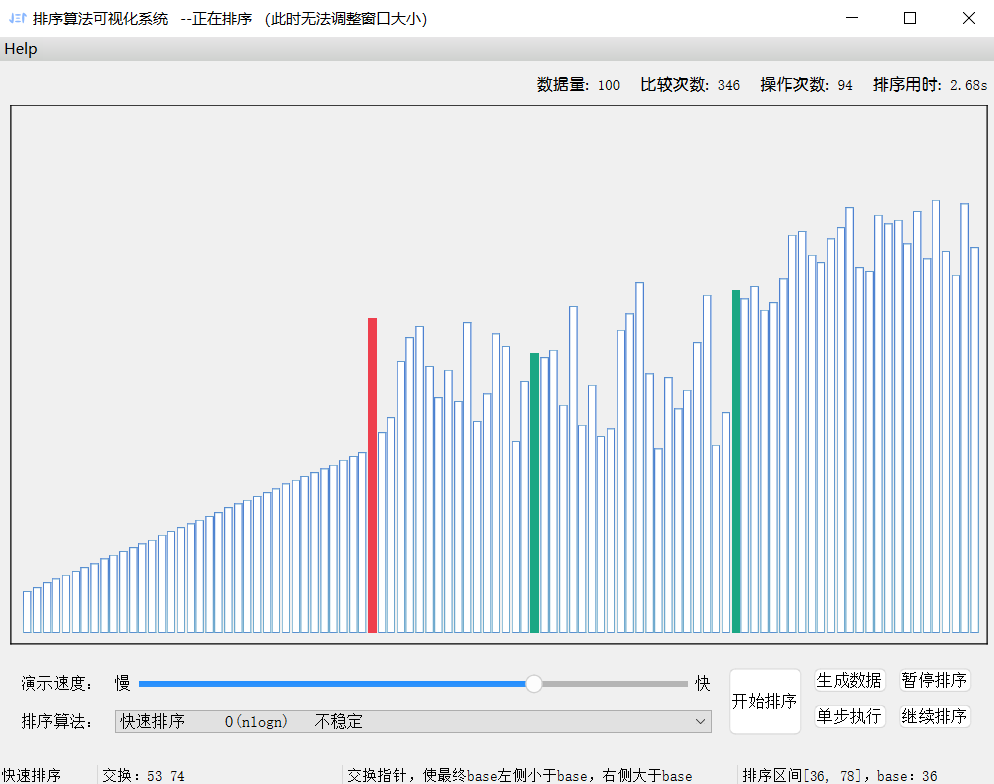 排序算法可视化系统 --正在排序 (此时无法调整窗口大小)
Help
数据量: 100 比较次数: 346 操作次数: 94 排序用时: 2.68s
演示速度: 慢 快
排序算法: 快速排序 O(nlogn) 不稳定
开始排序
生成数据 暂停排序
单步执行 继续排序
快速排序 交换: 53 74 交换指针，使最终base左侧小于base，右侧大于base 排序区间[36, 78]，base: 36